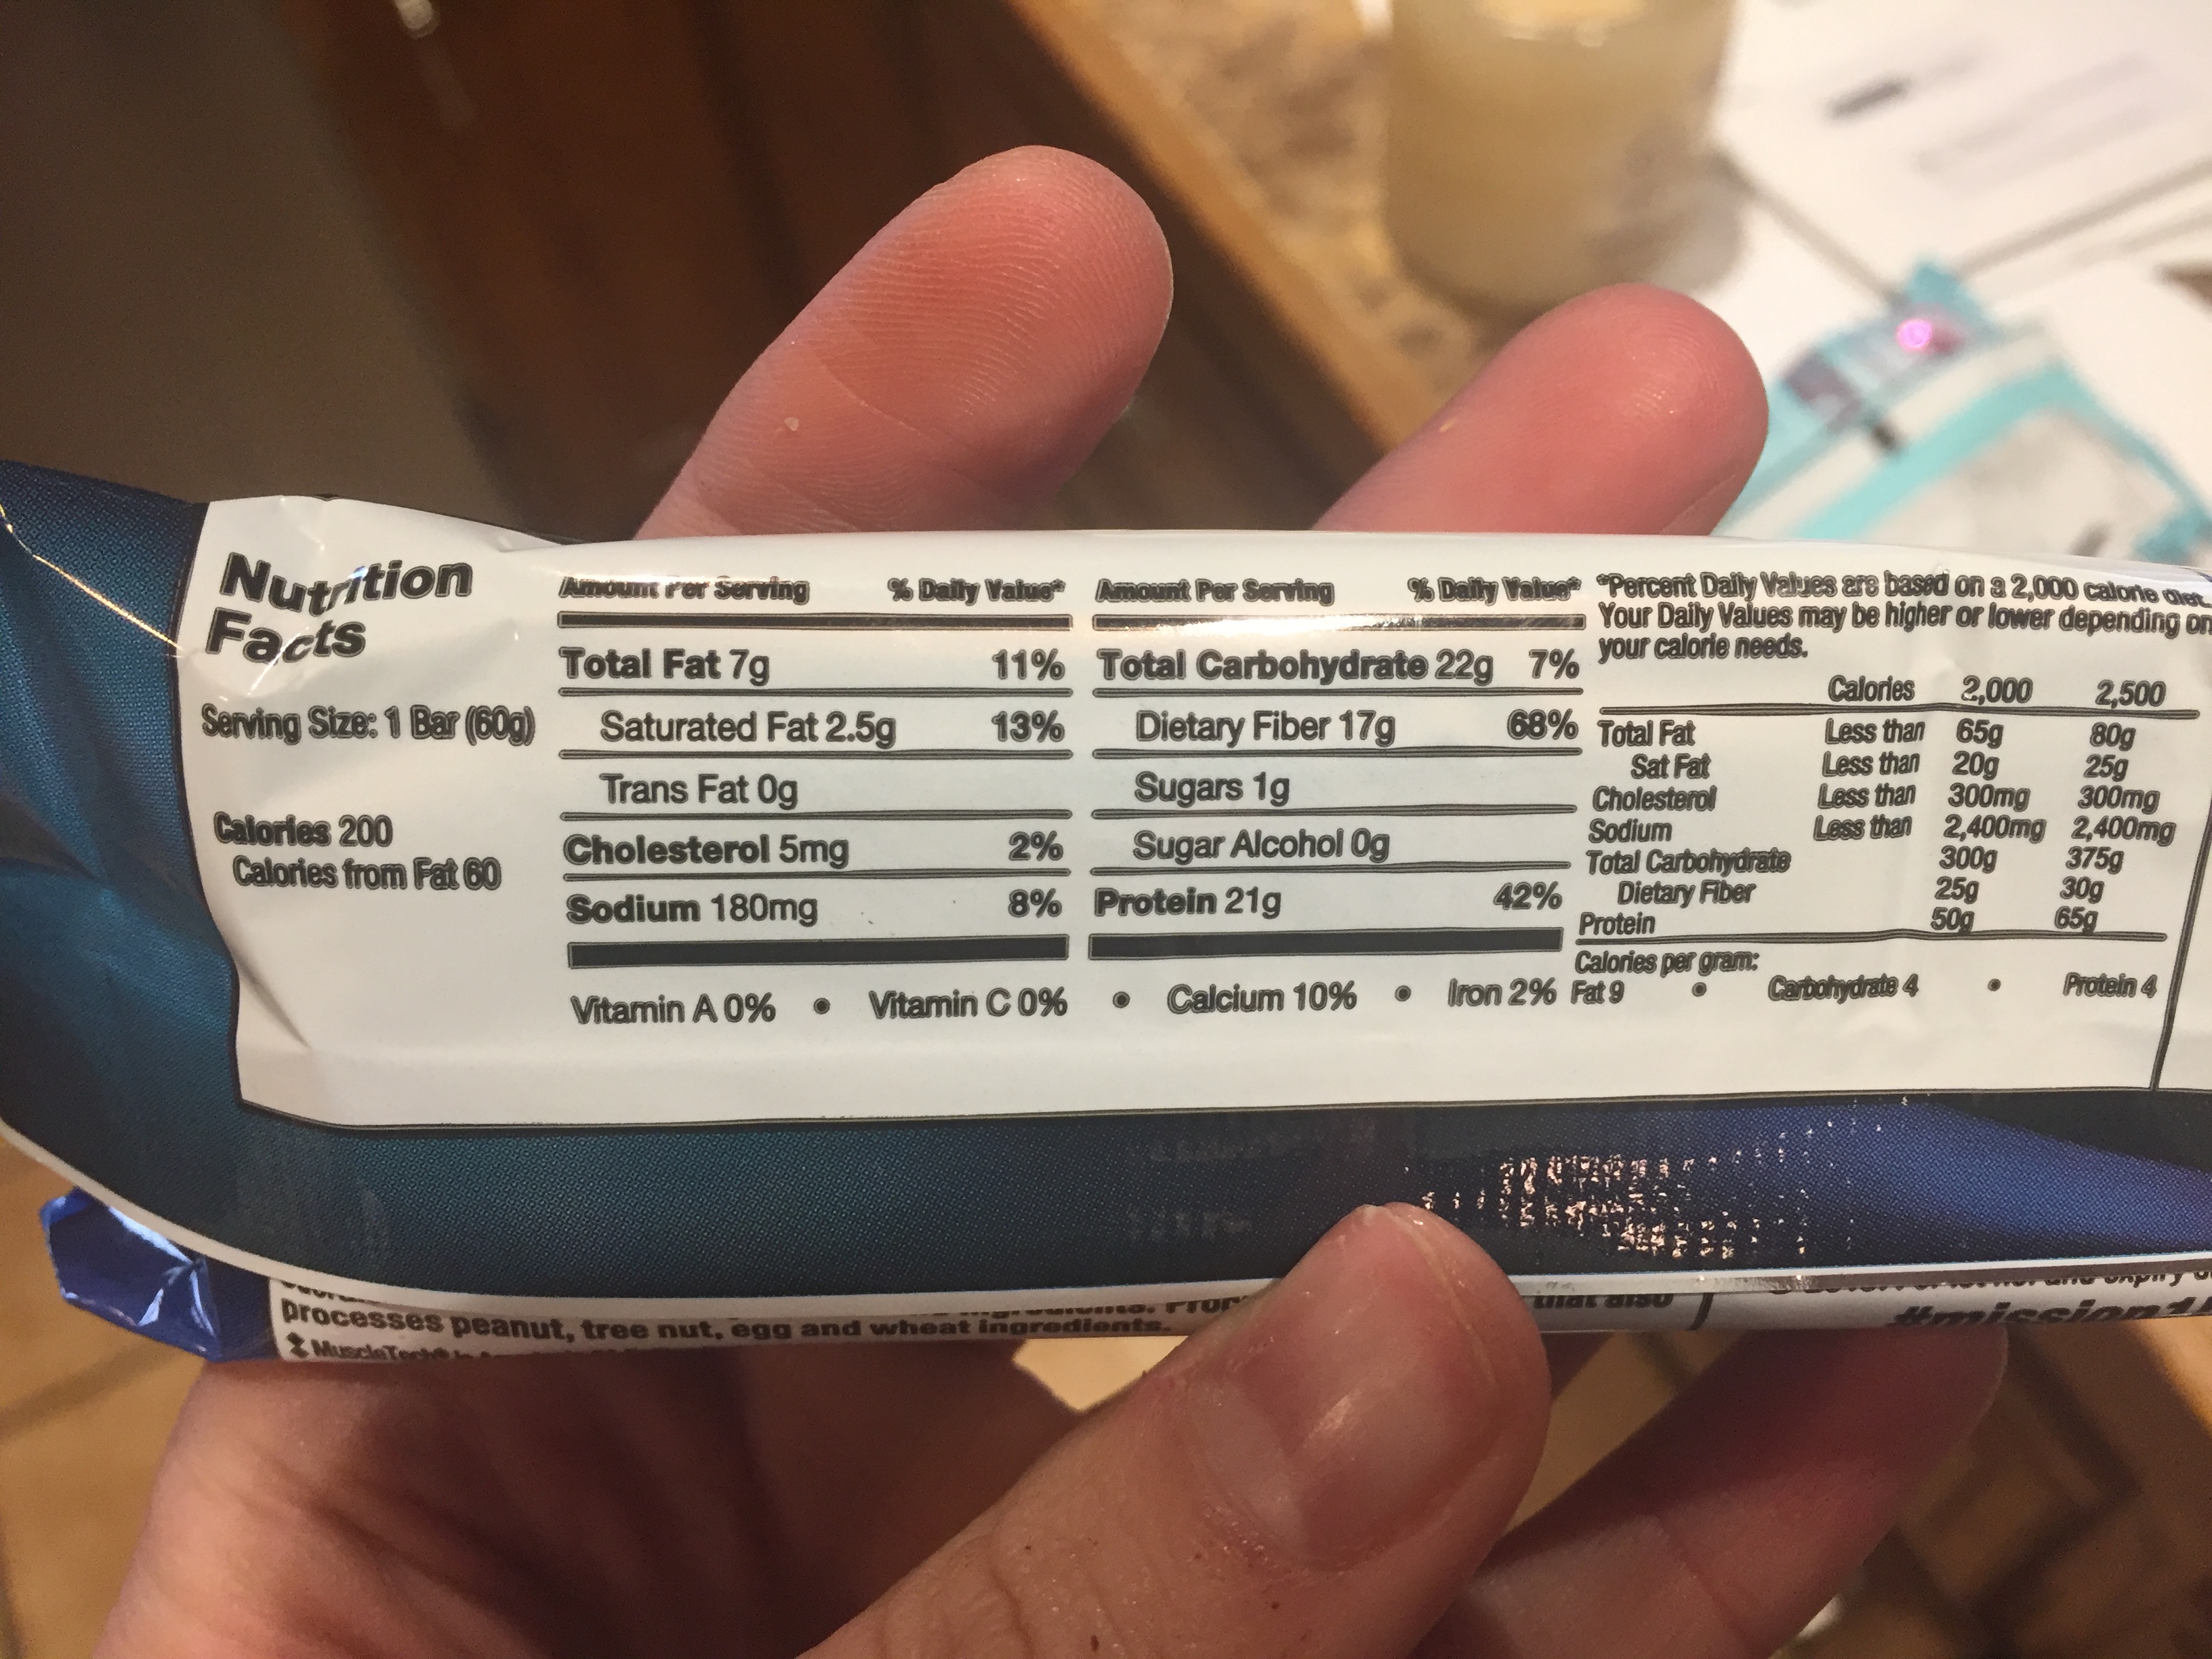 Nutrition
Facts
Serving Size: 1 Bar (60g)
Calories 200
Calories from Fat 60
Amount Per Serving % Daily Value*
Total Fat 7g 11%
Saturated Fat 2.5g 13%
Trans Fat 0g
Cholesterol 5mg 2%
Sodium 180mg 8%
Amount Per Serving % Daily Value*
Total Carbohydrate 22g 7%
Dietary Fiber 17g 68%
Sugars 1g
Sugar Alcohol 0g
Protein 21g 42%
Vitamin A 0% • Vitamin C 0% • Calcium 10% • Iron 2%
*Percent Daily Values are based on a 2,000 calorie diet.
Your Daily Values may be higher or lower depending on
your calorie needs.
Calories 2,000 2,500
Total Fat Less than 65g 80g
Sat Fat Less than 20g 25g
Cholesterol Less than 300mg 300mg
Sodium Less than 2,400mg 2,400mg
Total Carbohydrate 300g 375g
Dietary Fiber 25g 30g
Protein 50g 65g
Calories per gram:
Fat 9 • Carbohydrate 4 • Protein 4
that also
processes peanut, tree nut, egg and wheat ingredients.
MuscleTech®